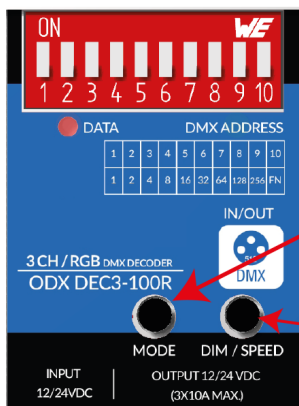 ON
WE
1 2 3 4 5 6 7 8 9 10
DATA
DMX ADDRESS
1 2 3 4 5 6 7 8 9 10
1 2 4 8 16 32 64 128 256 FN
IN/OUT
512
DMX
3 CH / RGB DMX DECODER
ODX DEC3-100R
MODE
DIM / SPEED
INPUT
12/24VDC
OUTPUT 12/24 VDC
(3X10A MAX.)